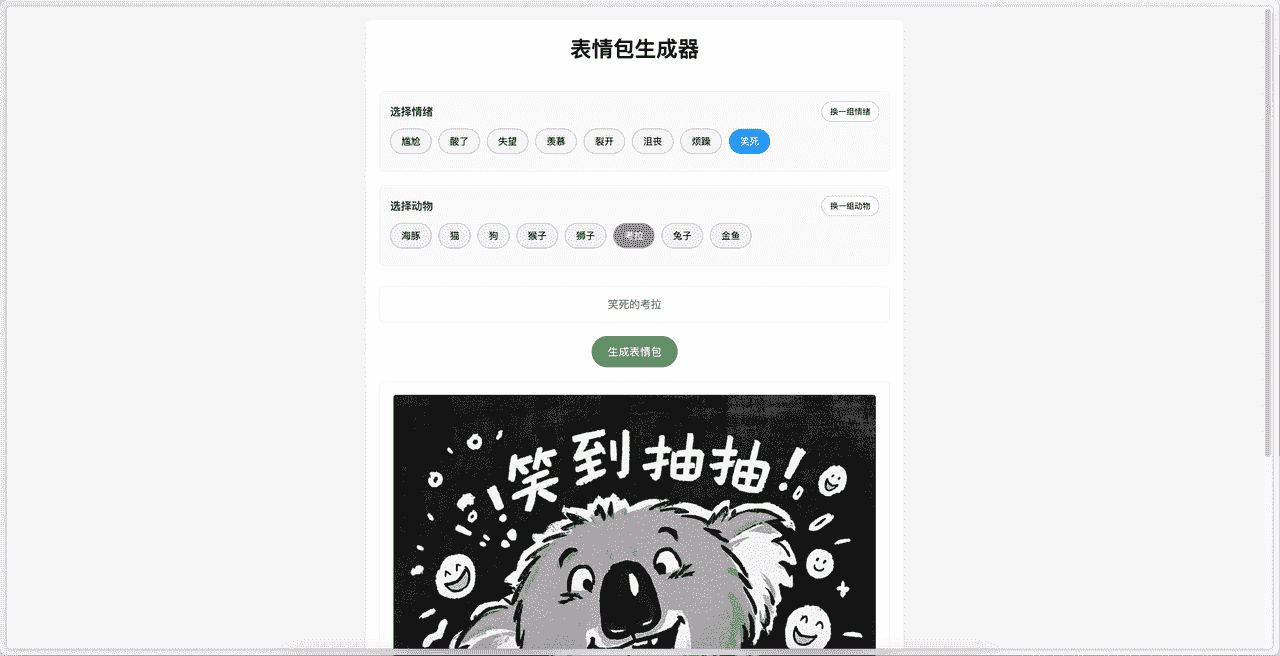 表情包生成器
选择情绪
换一组情绪
尴尬 酸了 失望 羡慕 裂开 沮丧 烦躁 笑死
选择动物
换一组动物
海豚 猫 狗 猴子 狮子 考拉 兔子 金鱼
笑死的考拉
生成表情包
笑到抽抽!